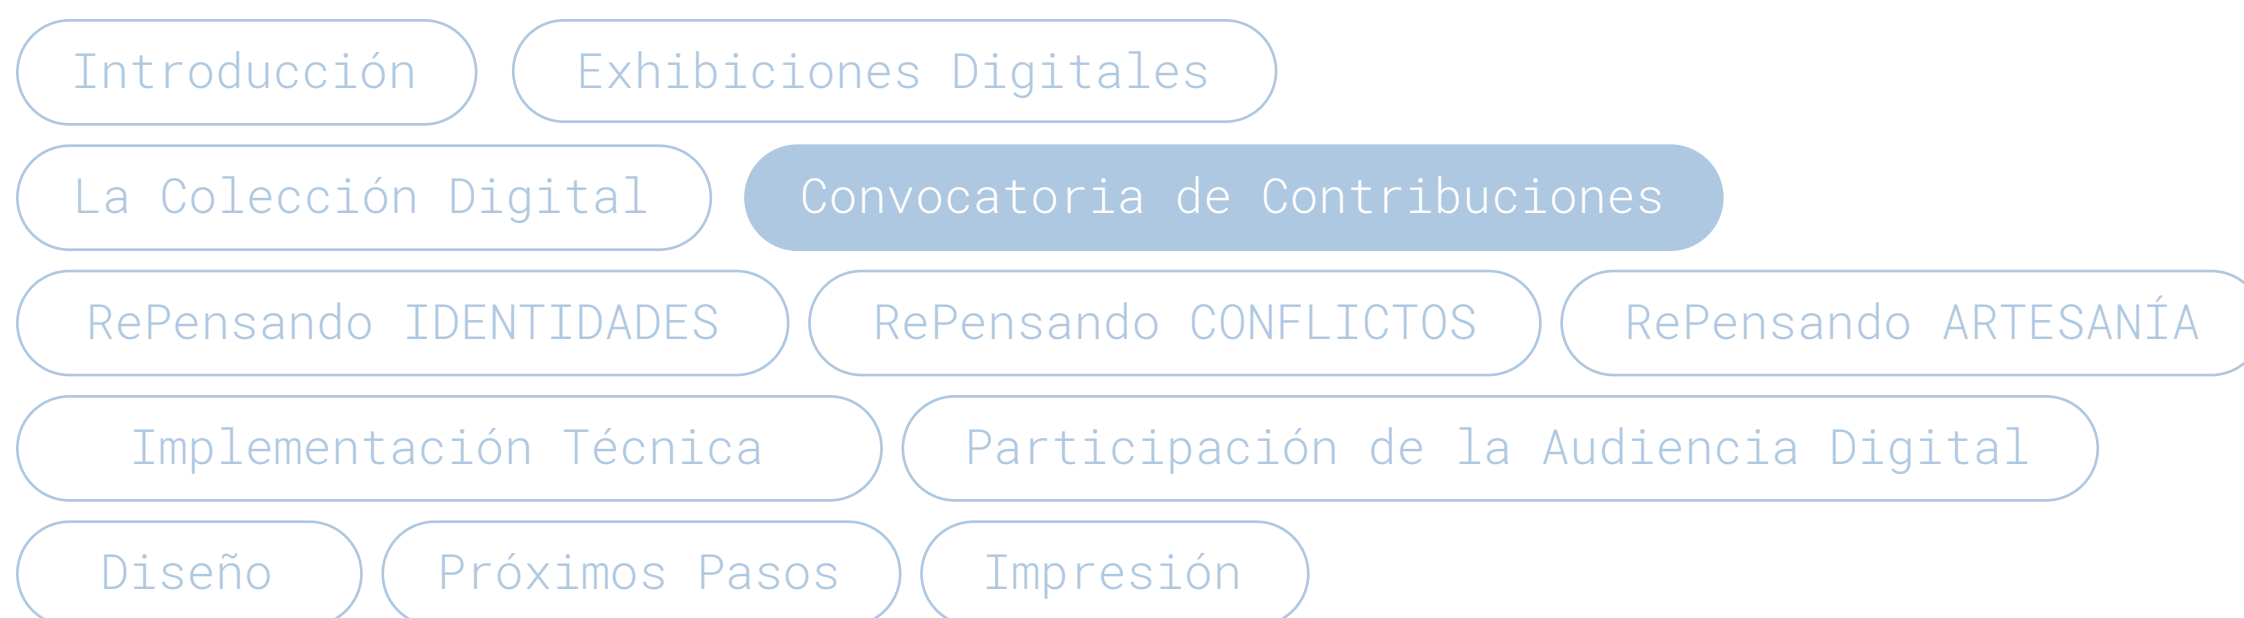 Introducción Exhibiciones Digitales
La Colección Digital Convocatoria de Contribuciones
RePensando IDENTIDADES RePensando CONFLICTOS RePensando ARTESANÍA
Implementación Técnica Participación de la Audiencia Digital
Diseño Próximos Pasos Impresión